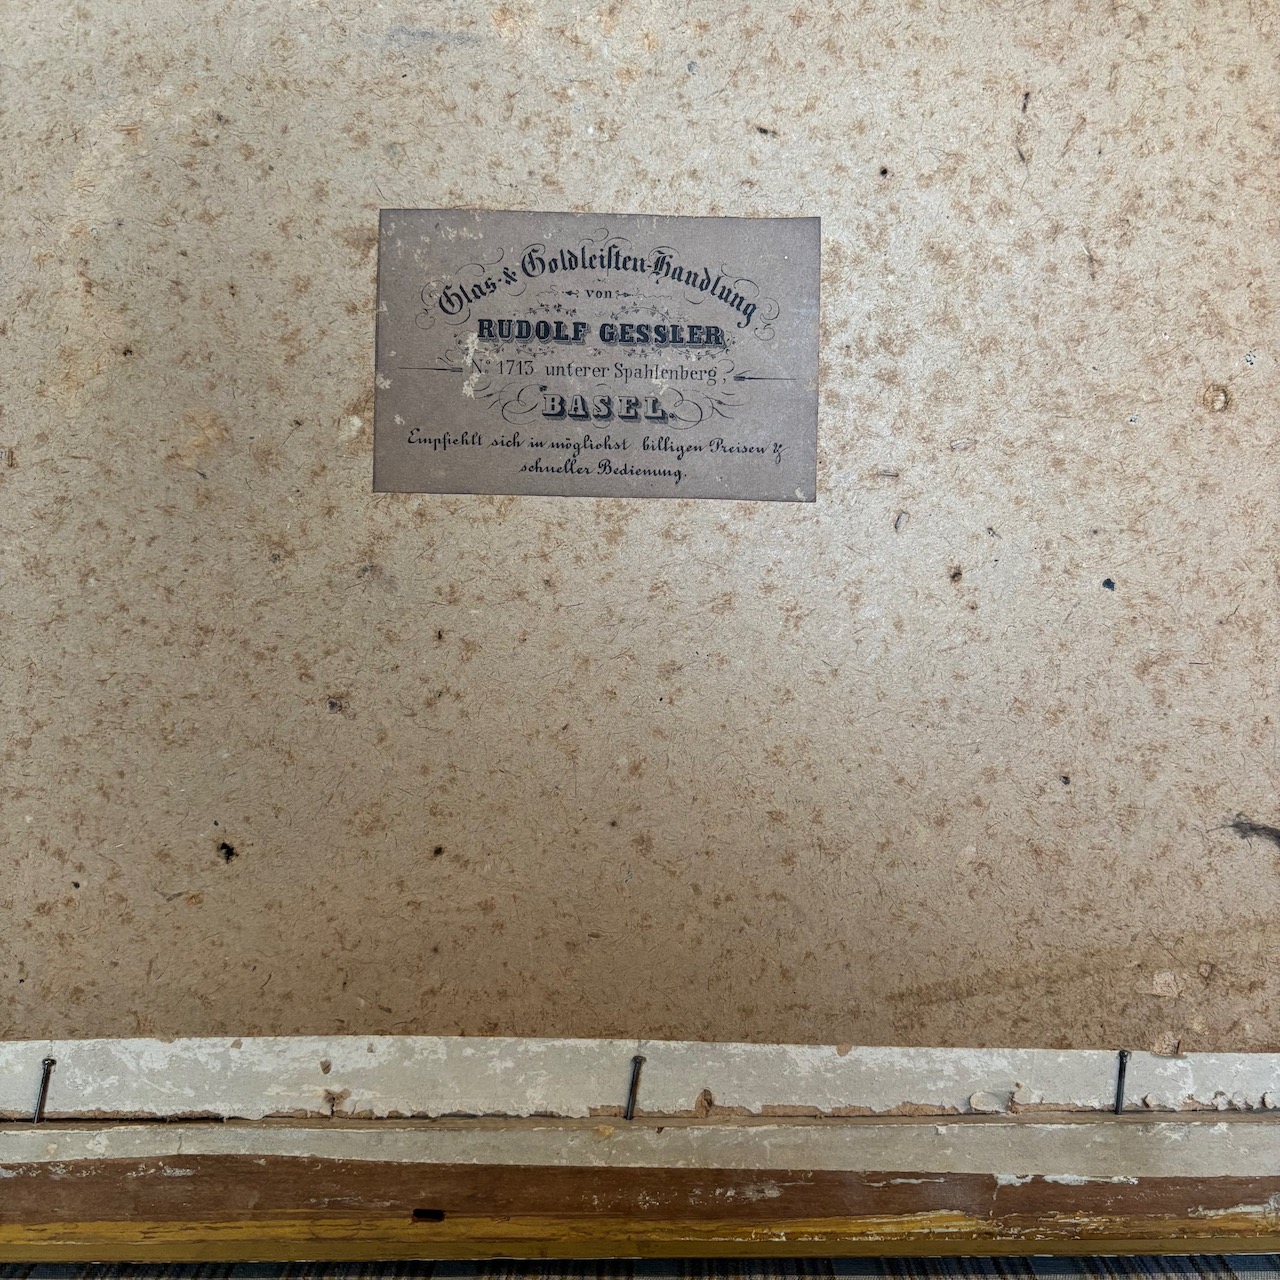 Glas- & Goldleiſten-Handlung
von
RUDOLF GESSLER
No. 1713 unterer Spahlenberg,
BASEL.
Empfiehlt sich in möglichst billigen Preisen &
schneller Bedienung.